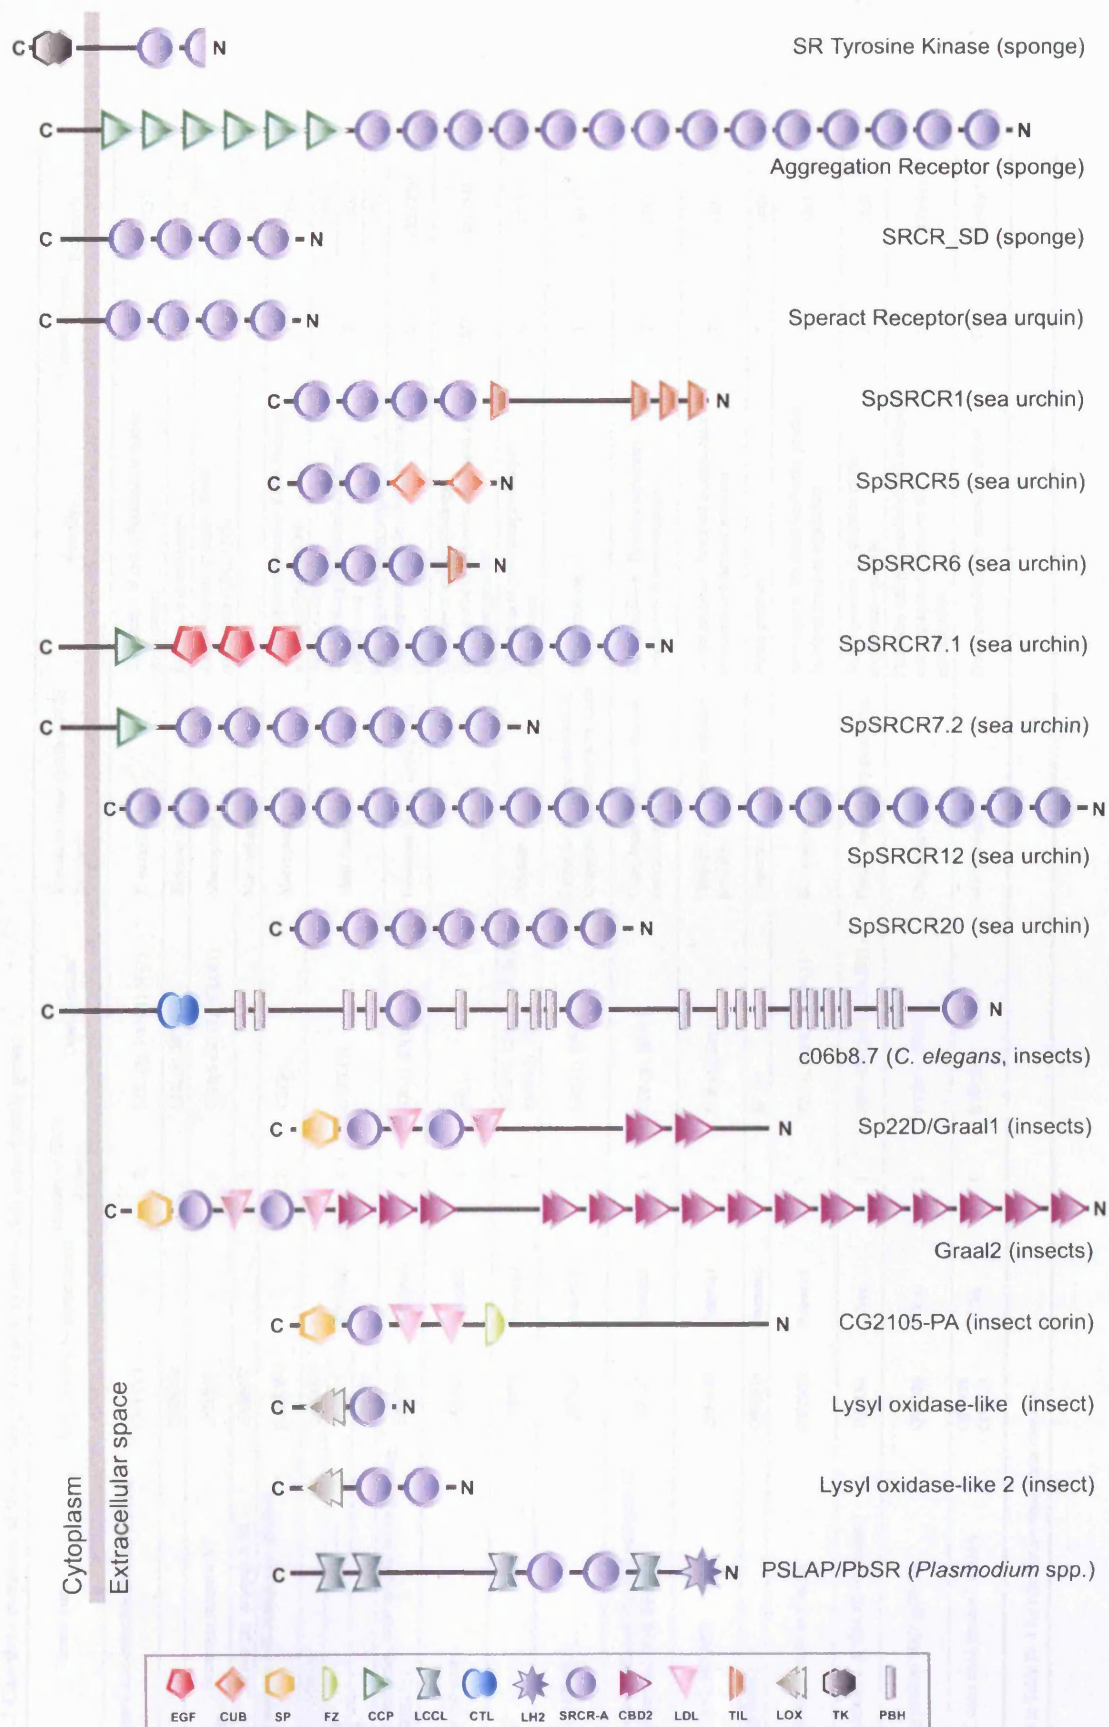 C N SR Tyrosine Kinase (sponge)
C N
Aggregation Receptor (sponge)
C N SRCR_SD (sponge)
C N Speract Receptor(sea urquin)
C N SpSRCR1(sea urchin)
C N SpSRCR5 (sea urchin)
C N SpSRCR6 (sea urchin)
C N SpSRCR7.1 (sea urchin)
C N SpSRCR7.2 (sea urchin)
C N
SpSRCR12 (sea urchin)
C N SpSRCR20 (sea urchin)
C N
c06b8.7 (C. elegans, insects)
C N Sp22D/Graal1 (insects)
C N
Graal2 (insects)
C N CG2105-PA (insect corin)
C N Lysyl oxidase-like (insect)
C N Lysyl oxidase-like 2 (insect)
C N PSLAP/PbSR (Plasmodium spp.)
Cytoplasm
Extracellular space
EGF CUB SP FZ CCP LCCL CTL LH2 SRCR-A CBD2 LDL TIL LOX TK PBH